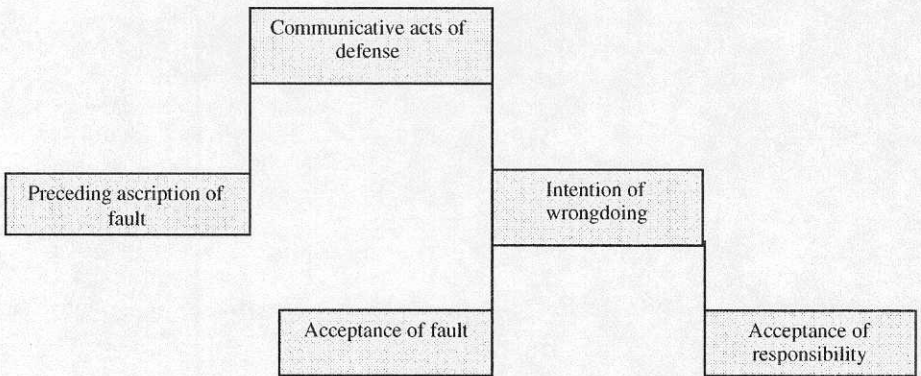 Communicative acts of
defense
Preceding ascription of
fault
Intention of
wrongdoing
Acceptance of fault
Acceptance of
responsibility